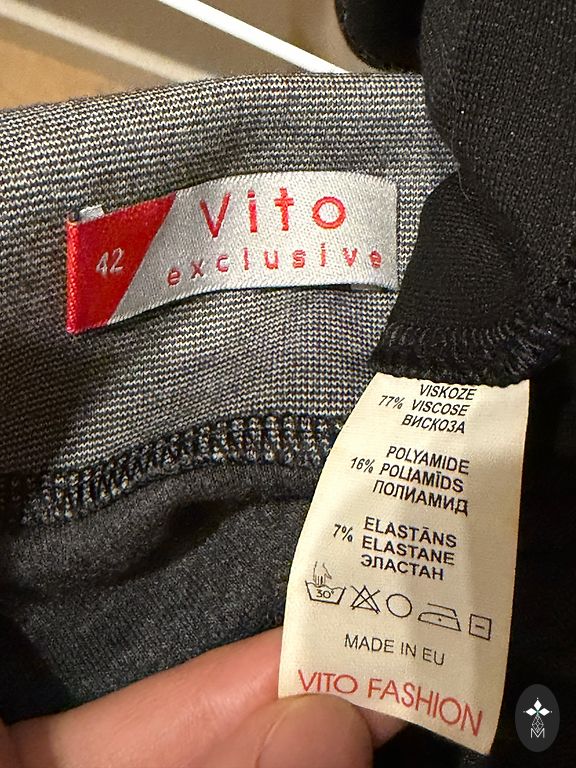 Vito
42
exclusive
VISKOZE
77% VISCOSE
ВИСКОЗА
POLYAMIDE
16% POLIAMĪDS
ПОЛИАМИД
ELASTĀNS
7% ELASTANE
ЭЛАСТАН
30°
MADE IN EU
VITO FASHION
M